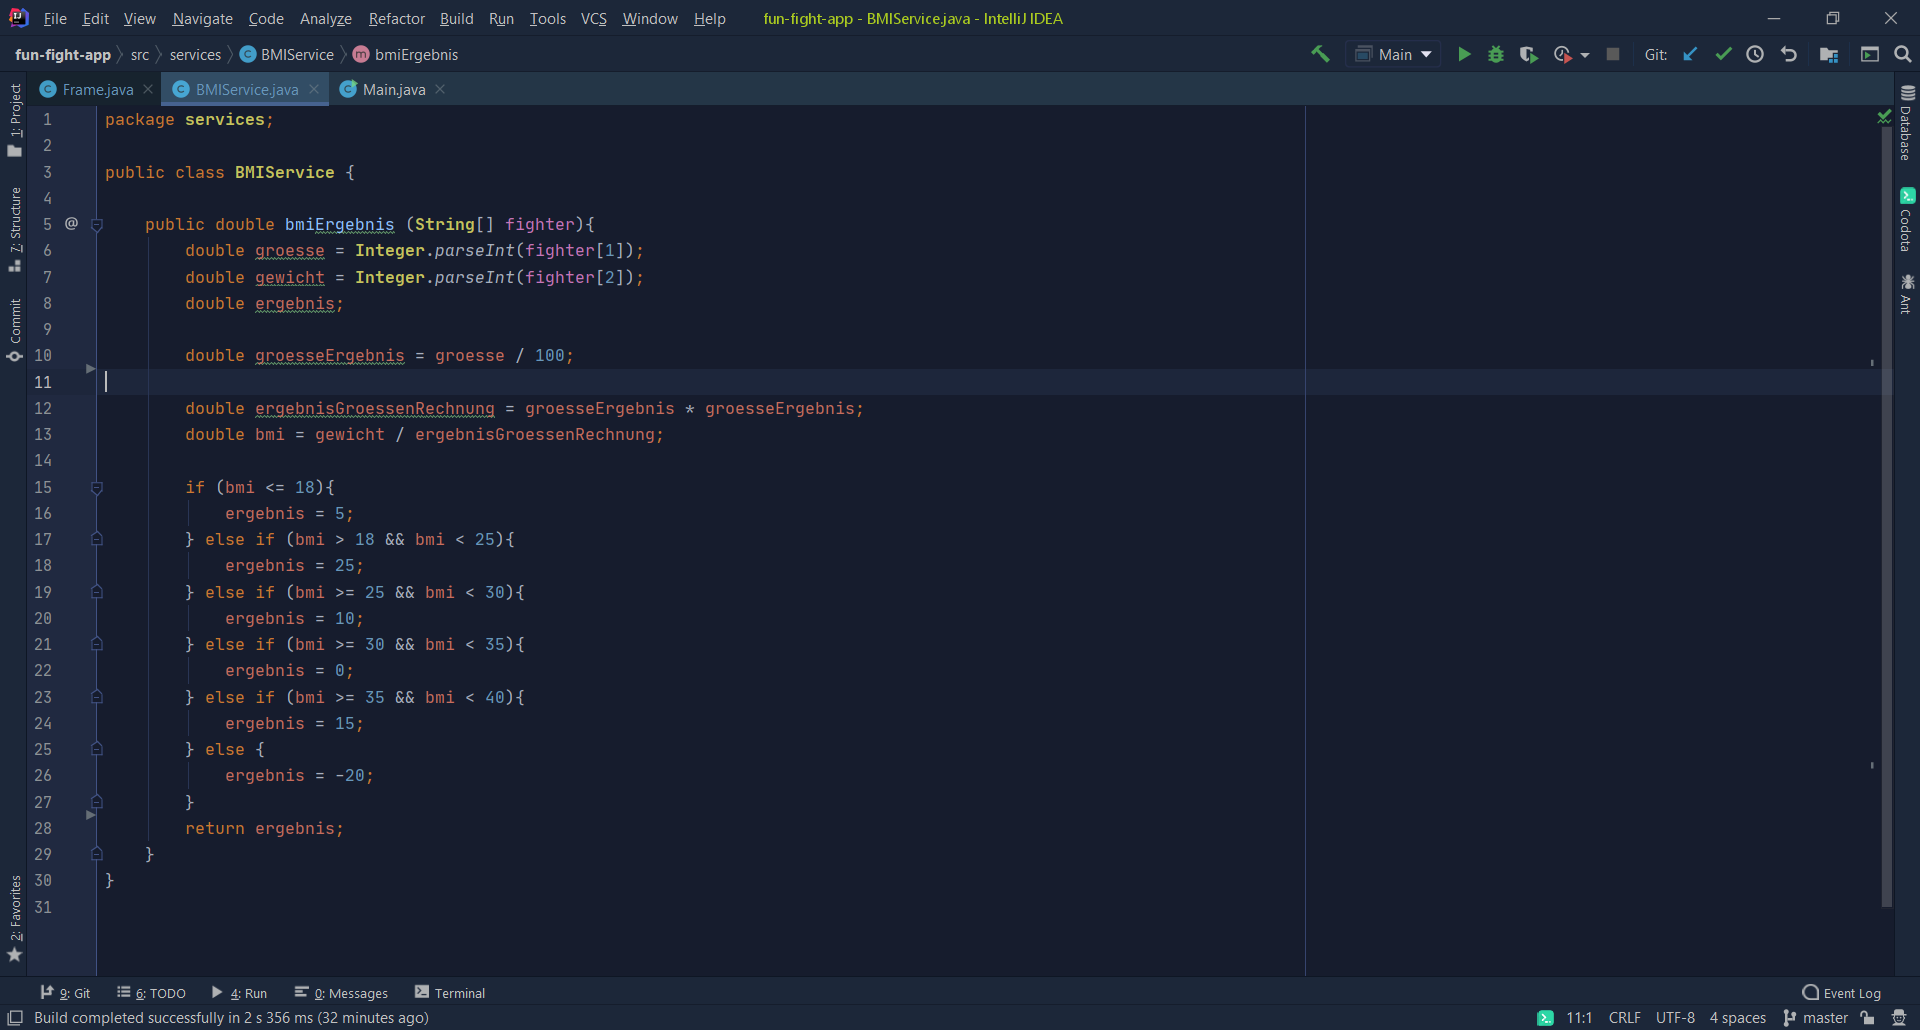 File Edit View Navigate Code Analyze Refactor Build Run Tools VCS Window Help fun-fight-app - BMIService.java - IntelliJ IDEA
fun-fight-app src services BMIService bmiErgebnis Main Git:
Frame.java BMIService.java Main.java
1: Project
7: Structure
Commit
2: Favorites
1 package services;
2
3 public class BMIService {
4
5 @ public double bmiErgebnis (String[] fighter){
6 double groesse = Integer.parseInt(fighter[1]);
7 double gewicht = Integer.parseInt(fighter[2]);
8 double ergebnis;
9
10 double groesseErgebnis = groesse / 100;
11
12 double ergebnisGroessenRechnung = groesseErgebnis * groesseErgebnis;
13 double bmi = gewicht / ergebnisGroessenRechnung;
14
15 if (bmi <= 18){
16 ergebnis = 5;
17 } else if (bmi > 18 && bmi < 25){
18 ergebnis = 25;
19 } else if (bmi >= 25 && bmi < 30){
20 ergebnis = 10;
21 } else if (bmi >= 30 && bmi < 35){
22 ergebnis = 0;
23 } else if (bmi >= 35 && bmi < 40){
24 ergebnis = 15;
25 } else {
26 ergebnis = -20;
27 }
28 return ergebnis;
29 }
30 }
31
Database
Codota
Ant
9: Git 6: TODO 4: Run 0: Messages Terminal Event Log
Build completed successfully in 2 s 356 ms (32 minutes ago) 11:1 CRLF UTF-8 4 spaces master